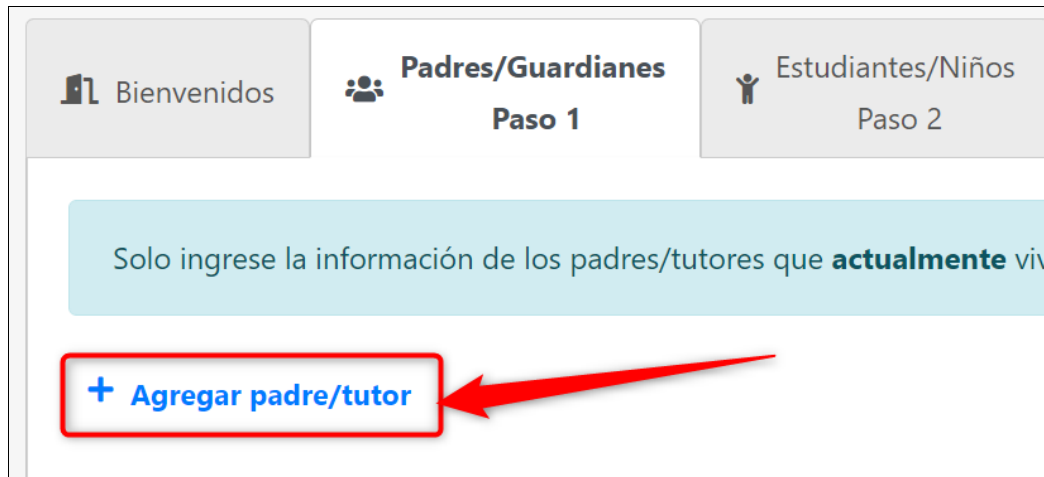 Bienvenidos
Padres/Guardianes
Paso 1
Estudiantes/Niños
Paso 2
Solo ingrese la información de los padres/tutores que actualmente
+ Agregar padre/tutor